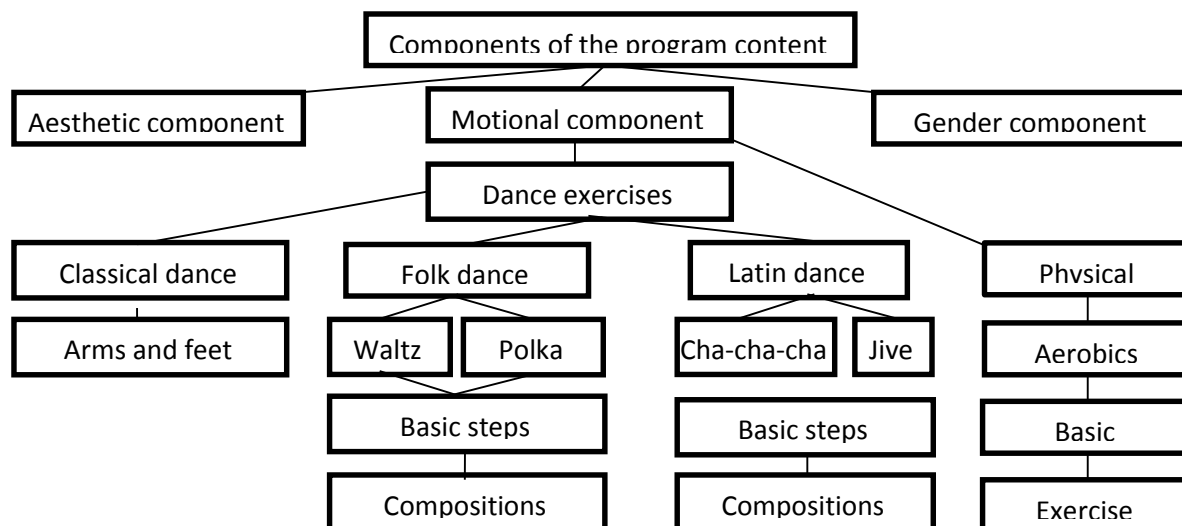 Components of the program content
Aesthetic component
Motional component
Gender component
Dance exercises
Classical dance
Folk dance
Latin dance
Physical
Arms and feet
Waltz
Polka
Cha-cha-cha
Jive
Aerobics
Basic steps
Basic steps
Basic
Compositions
Compositions
Exercise